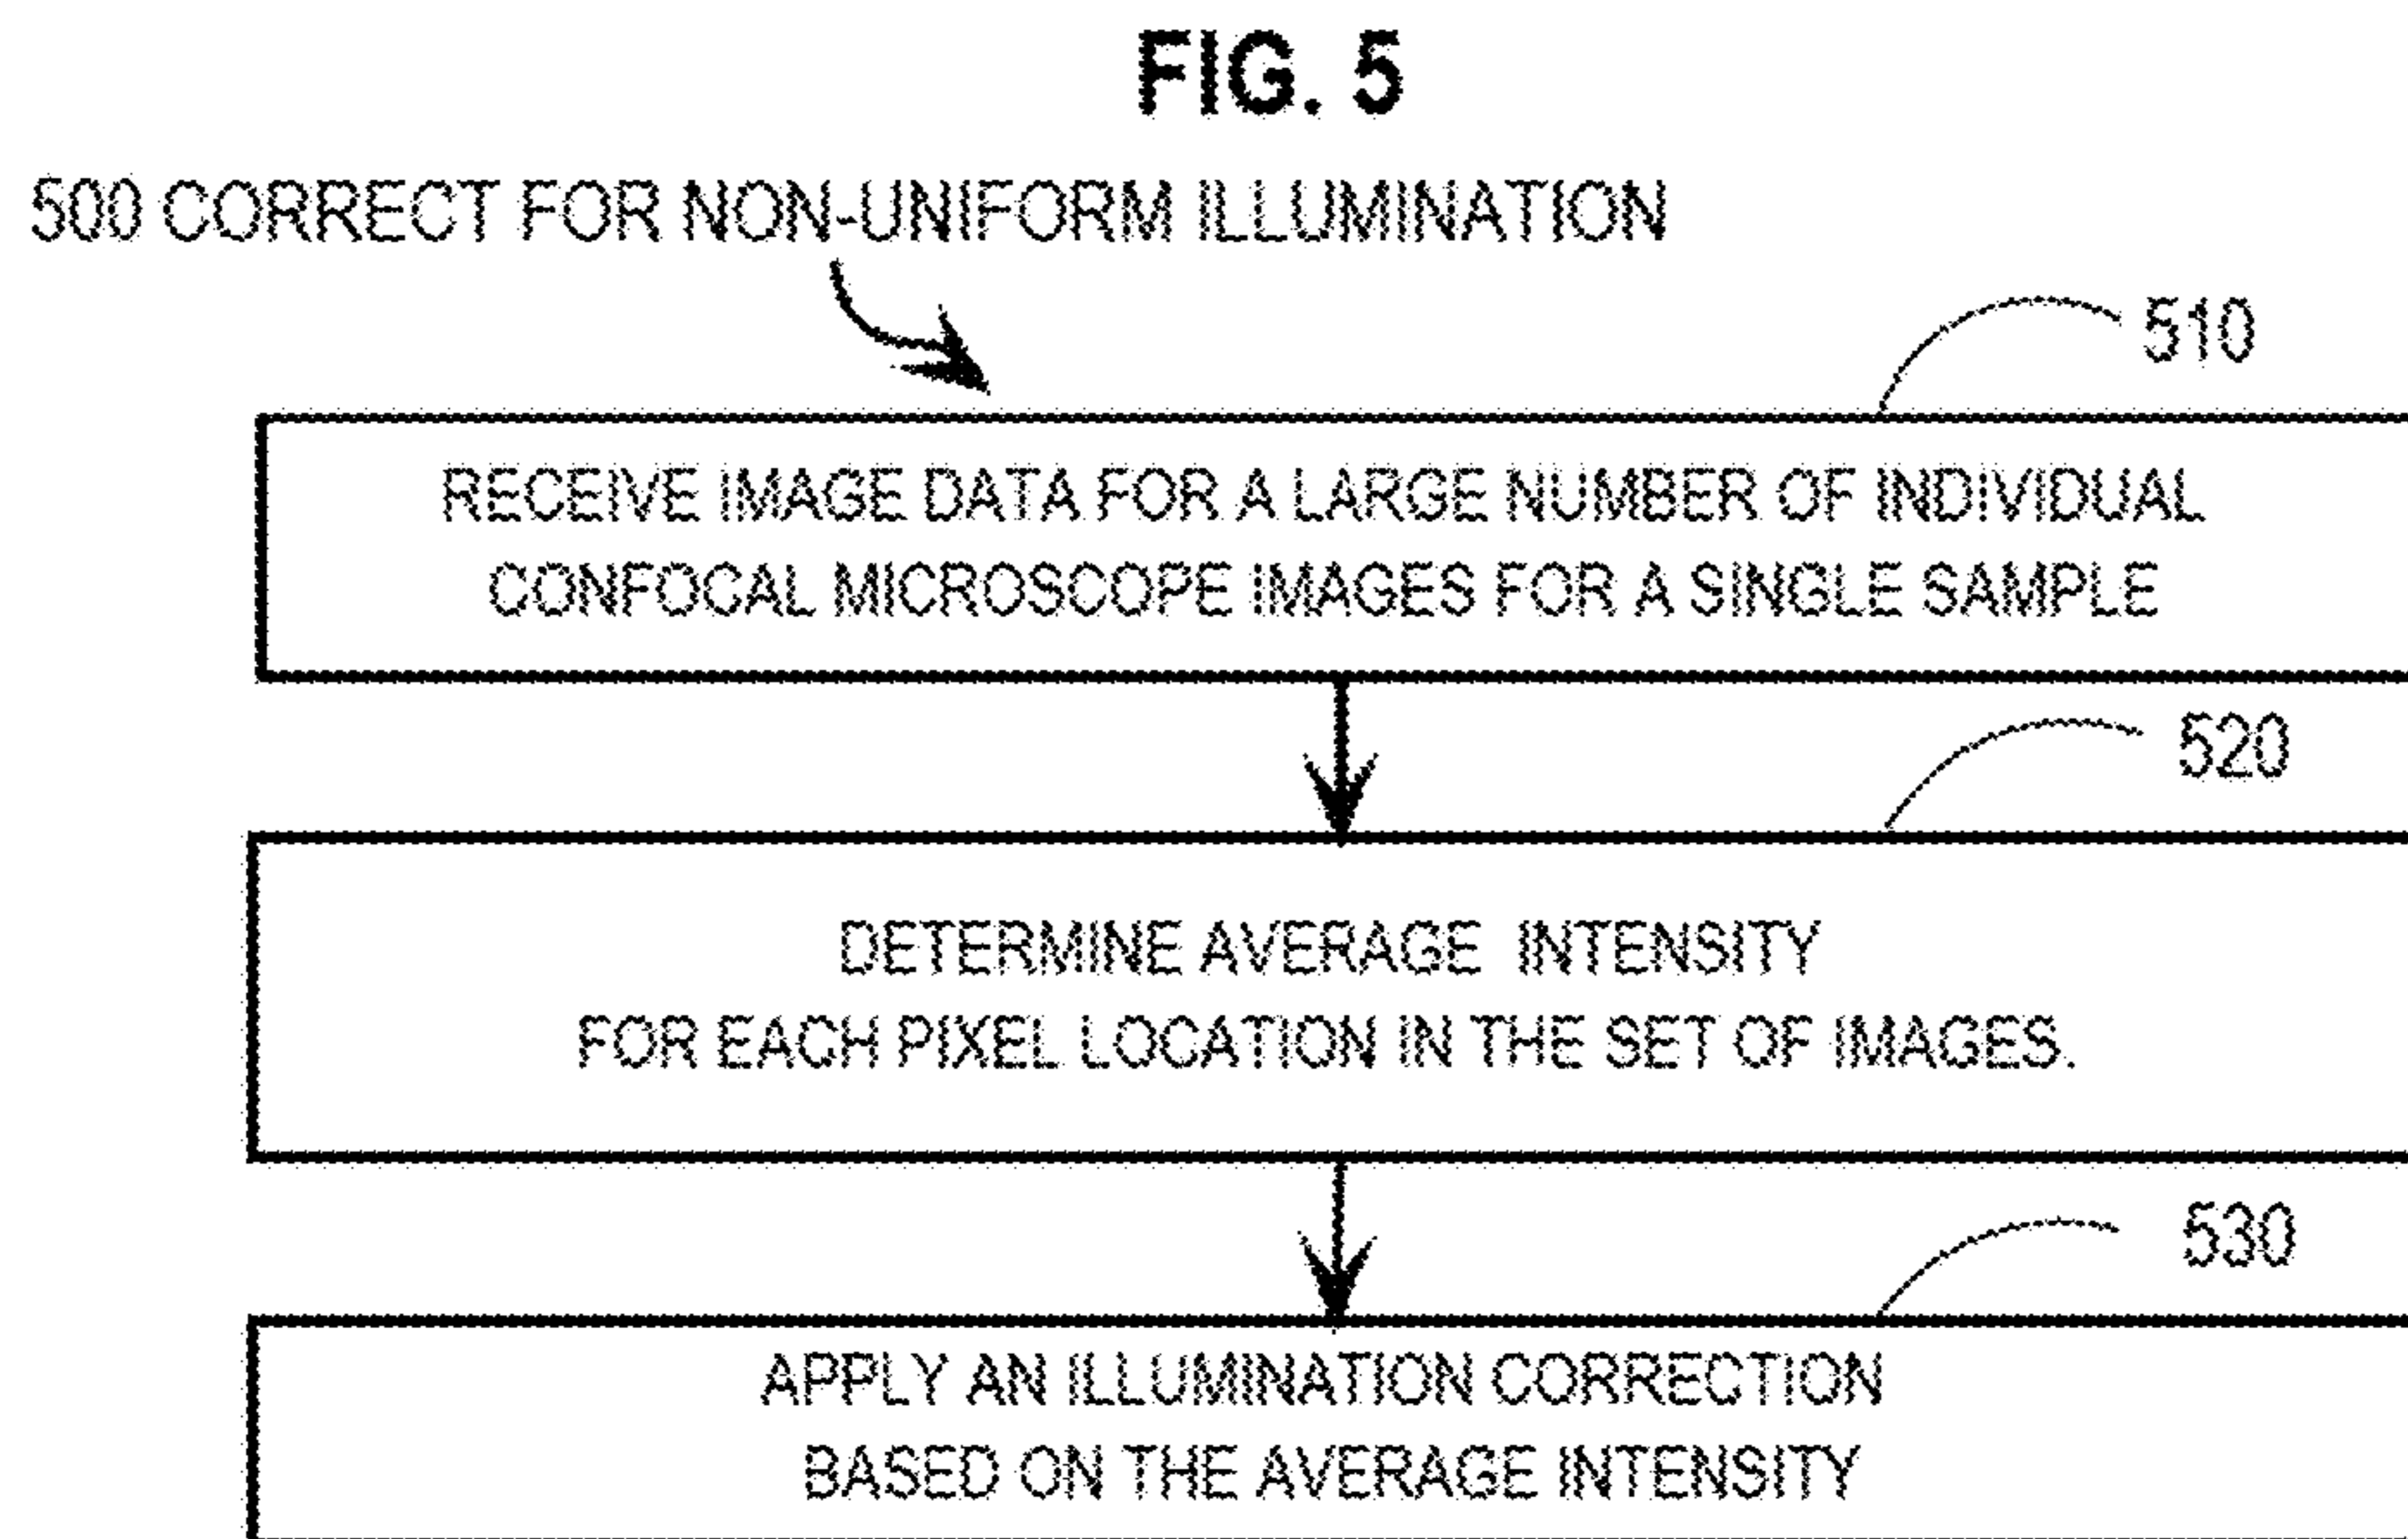 FIG. 5
500 CORRECT FOR NON-UNIFORM ILLUMINATION
510
RECEIVE IMAGE DATA FOR A LARGE NUMBER OF INDIVIDUAL
CONFOCAL MICROSCOPE IMAGES FOR A SINGLE SAMPLE
520
DETERMINE AVERAGE INTENSITY
FOR EACH PIXEL LOCATION IN THE SET OF IMAGES.
530
APPLY AN ILLUMINATION CORRECTION
BASED ON THE AVERAGE INTENSITY